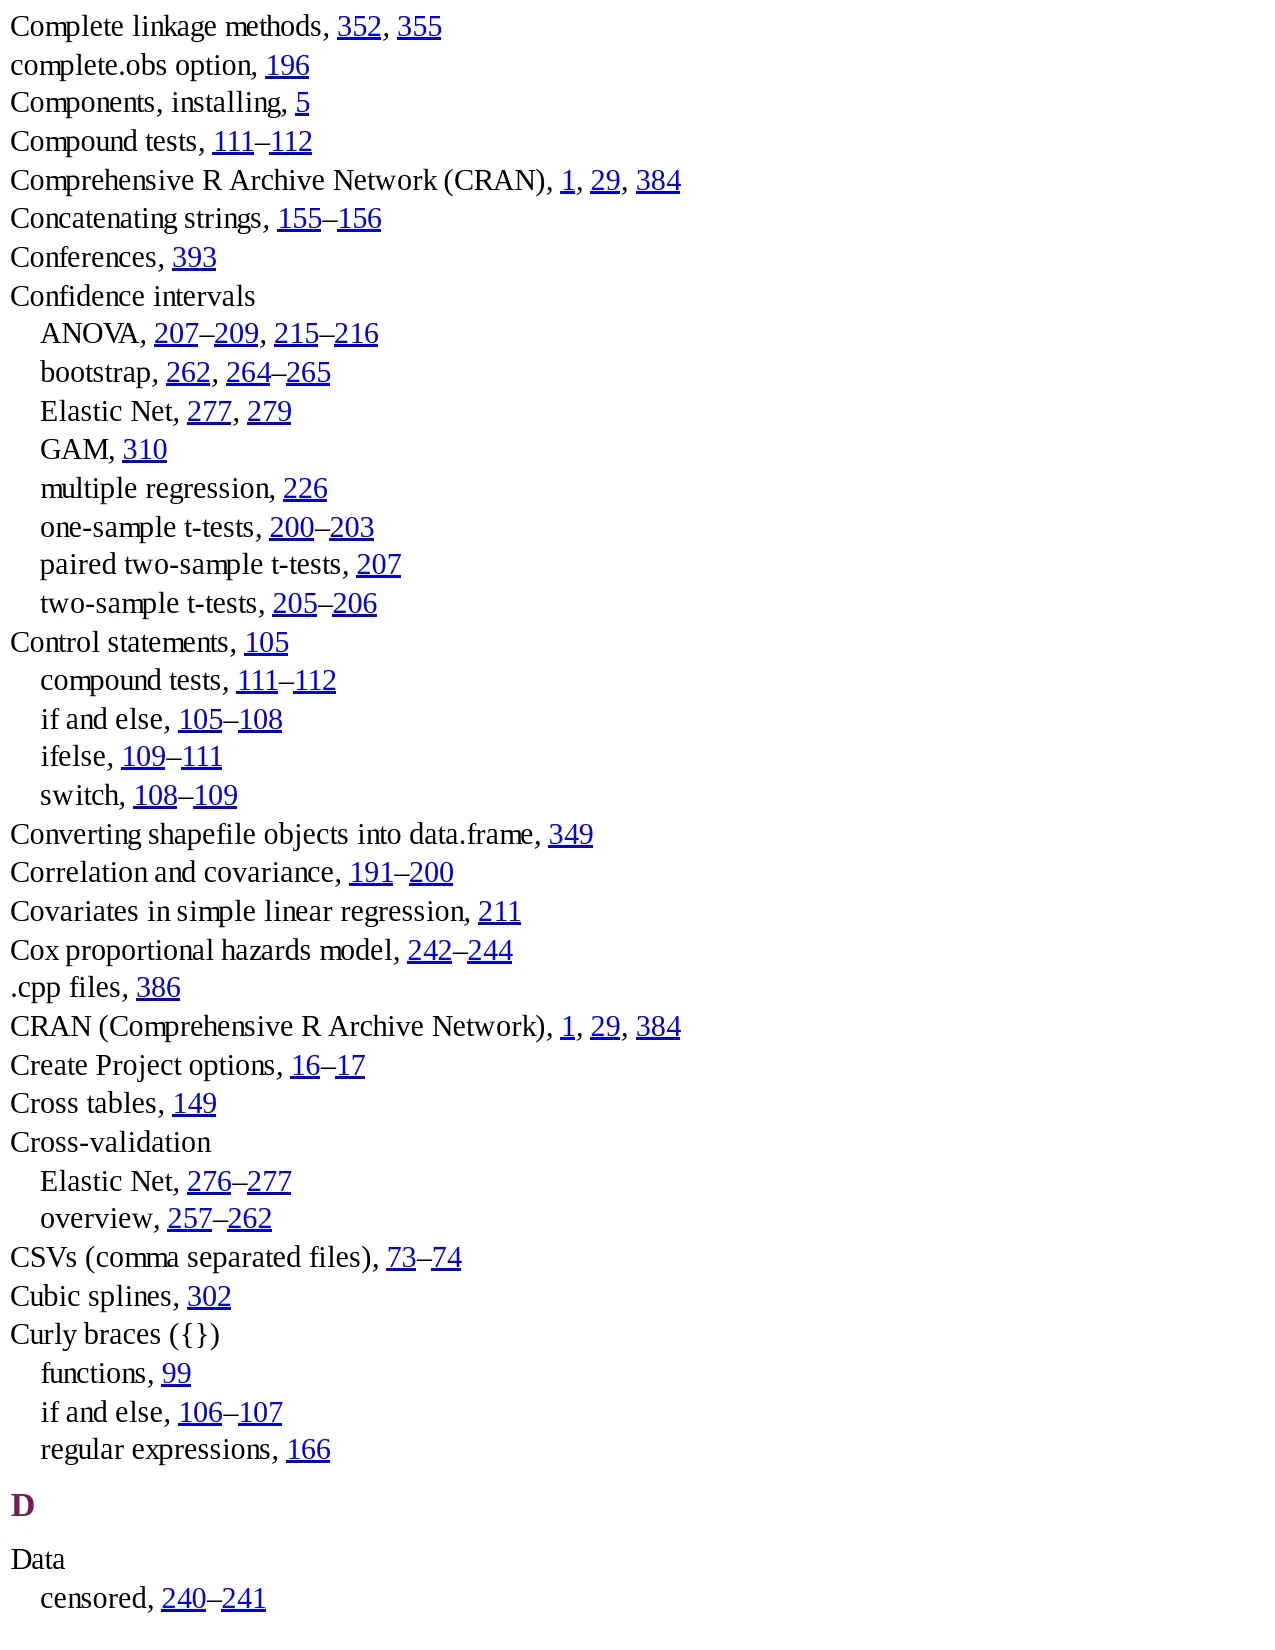 Complete linkage methods, 352, 355
complete.obs option, 196
Components, installing, 5
Compound tests, 111–112
Comprehensive R Archive Network (CRAN), 1, 29, 384
Concatenating strings, 155–156
Conferences, 393
Confidence intervals
ANOVA, 207–209, 215–216
bootstrap, 262, 264–265
Elastic Net, 277, 279
GAM, 310
multiple regression, 226
one-sample t-tests, 200–203
paired two-sample t-tests, 207
two-sample t-tests, 205–206
Control statements, 105
compound tests, 111–112
if and else, 105–108
ifelse, 109–111
switch, 108–109
Converting shapefile objects into data.frame, 349
Correlation and covariance, 191–200
Covariates in simple linear regression, 211
Cox proportional hazards model, 242–244
.cpp files, 386
CRAN (Comprehensive R Archive Network), 1, 29, 384
Create Project options, 16–17
Cross tables, 149
Cross-validation
Elastic Net, 276–277
overview, 257–262
CSVs (comma separated files), 73–74
Cubic splines, 302
Curly braces ({})
functions, 99
if and else, 106–107
regular expressions, 166
D
Data
censored, 240–241